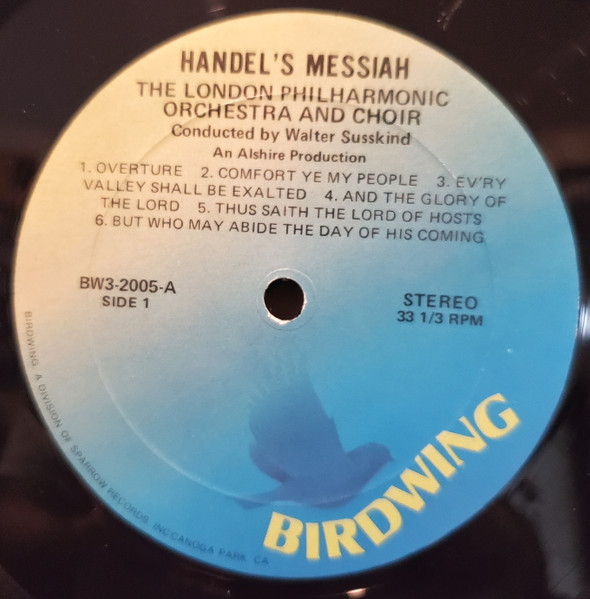 HANDEL'S MESSIAH
THE LONDON PHILHARMONIC
ORCHESTRA AND CHOIR
Conducted by Walter Susskind
An Alshire Production
1. OVERTURE 2. COMFORT YE MY PEOPLE 3. EV'RY
VALLEY SHALL BE EXALTED 4. AND THE GLORY OF
THE LORD 5. THUS SAITH THE LORD OF HOSTS
6. BUT WHO MAY ABIDE THE DAY OF HIS COMING
BW3-2005-A
SIDE 1
STEREO
33 1/3 RPM
BIRDWING
BIRDWING, A DIVISION OF SPARROW RECORDS, INC. CANOGA PARK, CA